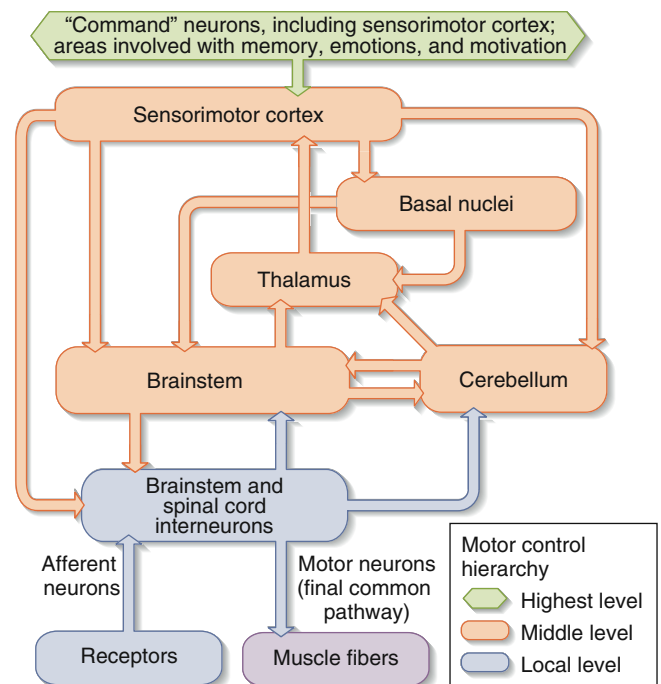 “Command” neurons, including sensorimotor cortex;
areas involved with memory, emotions, and motivation
Sensorimotor cortex
Basal nuclei
Thalamus
Brainstem
Cerebellum
Brainstem and
spinal cord
interneurons
Afferent
neurons
Motor neurons
(final common
pathway)
Receptors
Muscle fibers
Motor control
hierarchy
Highest level
Middle level
Local level